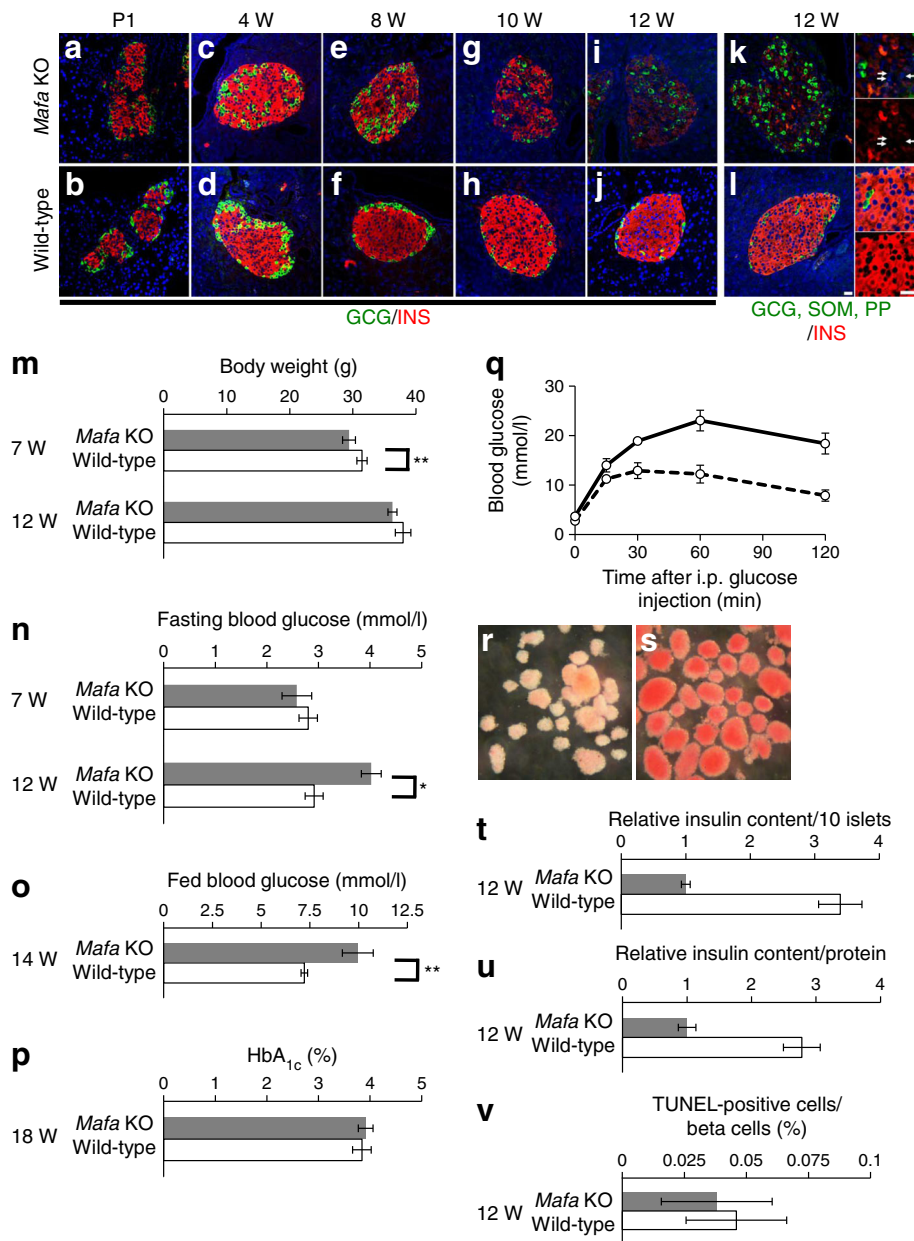 P1 4 W 8 W 10 W 12 W 12 W
Mafa KO
a c e g i k
Wild-type
b d f h j l
GCG/INS
GCG, SOM, PP
/INS
m
Body weight (g)
0 10 20 30 40
7 W
Mafa KO
Wild-type
**
12 W
Mafa KO
Wild-type
n
Fasting blood glucose (mmol/l)
0 1 2 3 4 5
7 W
Mafa KO
Wild-type
12 W
Mafa KO
Wild-type
*
o
Fed blood glucose (mmol/l)
0 2.5 5 7.5 10 12.5
14 W
Mafa KO
Wild-type
**
p
HbA1c (%)
0 1 2 3 4 5
18 W
Mafa KO
Wild-type
q
Blood glucose
(mmol/l)
30
20
10
0
0 30 60 90 120
Time after i.p. glucose
injection (min)
r s
t
Relative insulin content/10 islets
0 1 2 3 4
12 W
Mafa KO
Wild-type
u
Relative insulin content/protein
0 1 2 3 4
12 W
Mafa KO
Wild-type
v
TUNEL-positive cells/
beta cells (%)
0 0.025 0.05 0.075 0.1
12 W
Mafa KO
Wild-type